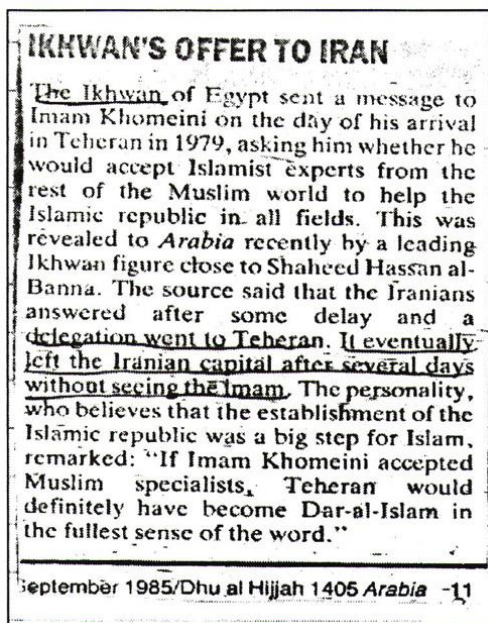 IKHWAN'S OFFER TO IRAN
The Ikhwan of Egypt sent a message to
Imam Khomeini on the day of his arrival
in Teheran in 1979, asking him whether he
would accept Islamist experts from the
rest of the Muslim world to help the
Islamic republic in all fields. This was
revealed to Arabia recently by a leading
Ikhwan figure close to Shaheed Hassan al-
Banna. The source said that the Iranians
answered after some delay and a
delegation went to Teheran. It eventually
left the Iranian capital after several days
without seeing the Imam. The personality,
who believes that the establishment of the
Islamic republic was a big step for Islam,
remarked: "If Imam Khomeini accepted
Muslim specialists, Teheran would
definitely have become Dar-al-Islam in
the fullest sense of the word."
September 1985/Dhu al Hijjah 1405 Arabia -11